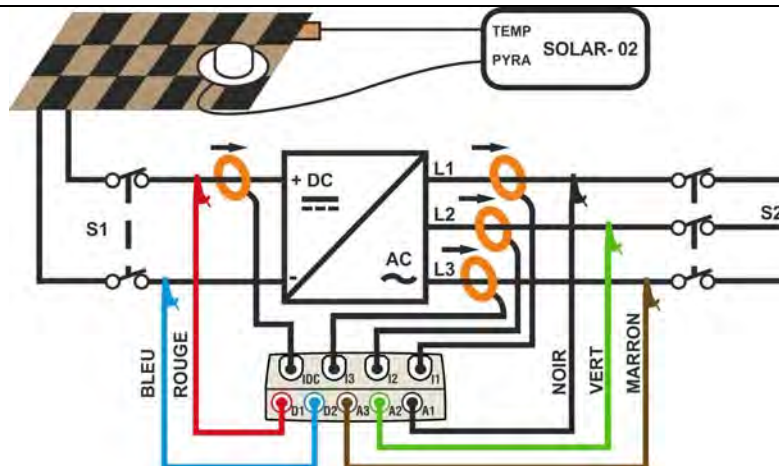 TEMP
PYRA
SOLAR- 02
L1
+ DC
L2
S1
S2
AC
L3
-
BLEU
ROUGE
NOIR
VERT
MARRON
IDC
I3
I2
I1
D1
D2
A3
A2
A1